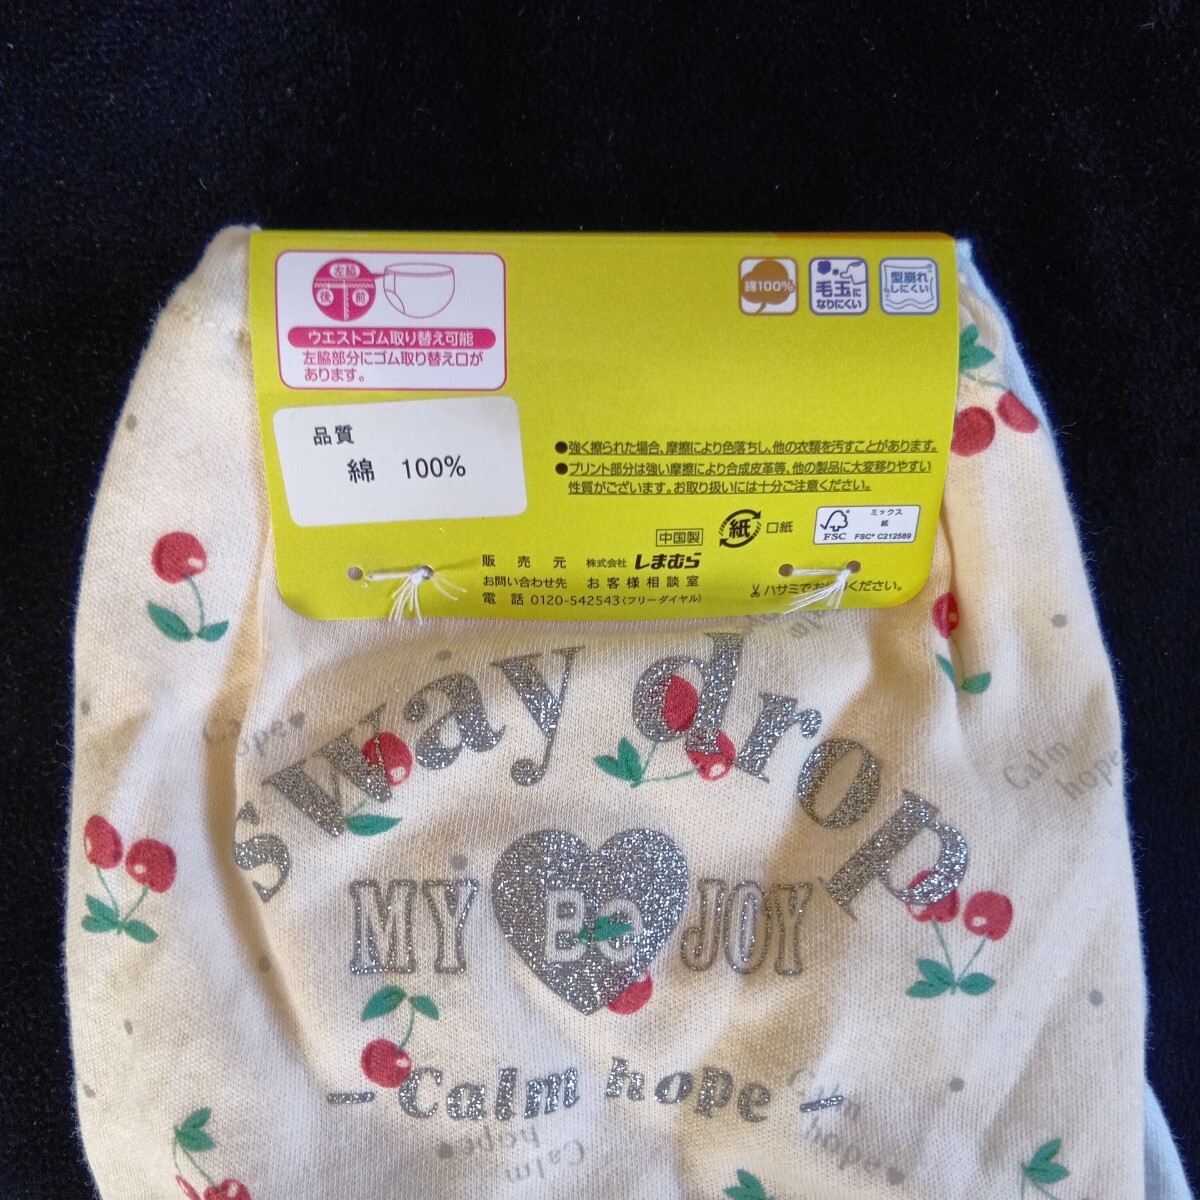 左脇
後 前
ウエストゴム取り替え可能
左脇部分にゴム取り替え口が
あります。
綿100%
毛玉に
なりにくい
型崩れ
しにくい
品質
綿 100%
●強く擦られた場合、摩擦により色落ちし、他の衣類を汚すことがあります。
●プリント部分は強い摩擦により合成皮革等、他の製品に大変移りやすい
性質がございます。お取り扱いには十分ご注意ください。
中国製
紙
口紙
FSC
ミックス
紙
FSC® C212589
販売元 株式会社 しまむら
お問い合わせ先 お客様相談室
電話 0120-542543(フリーダイヤル)
ハサミでお ください。
sway drop
MY Be JOY
- Calm hope -
Calm
hope
Calm
hope